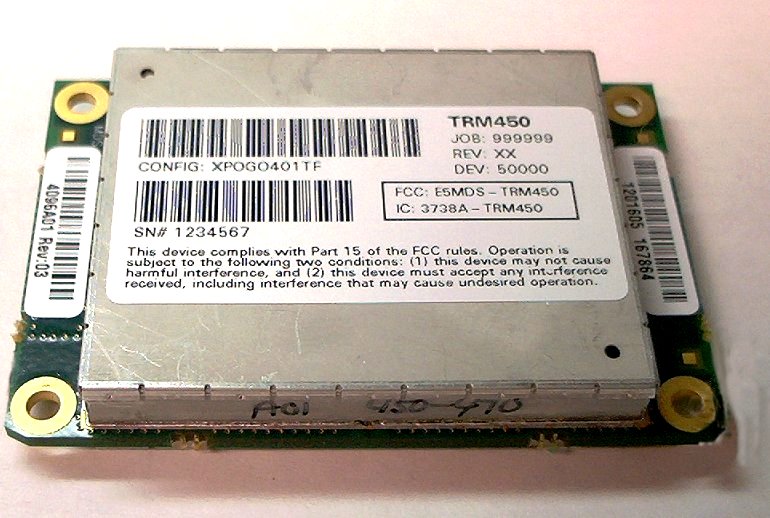 TRM450
JOB: 999999
REV: XX
DEV: 50000
CONFIG: XPOGO401TF
FCC: E5MDS-TRM450
IC: 3738A-TRM450
SN# 1234567
This device complies with Part 15 of the FCC rules. Operation is
subject to the following two conditions: (1) this device may not cause
harmful interference, and (2) this device must accept any interference
received, including interference that may cause undesired operation.
4096A01 Rev:03
1201605 167864
A01 450-470